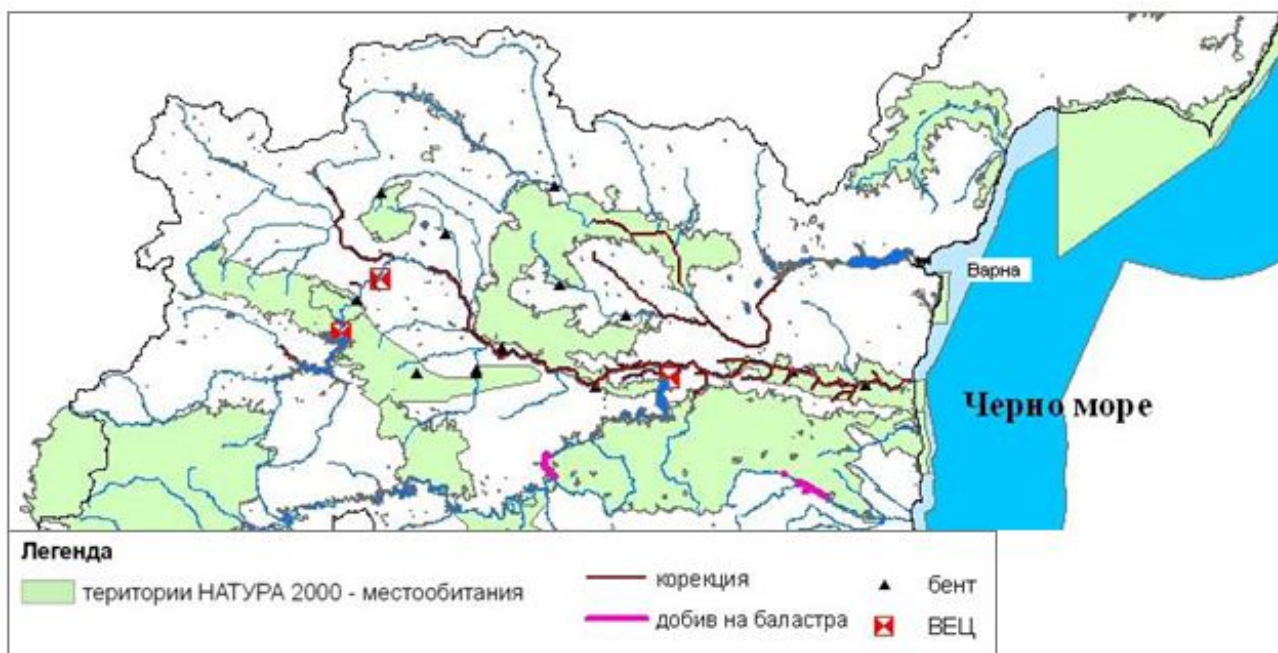 Варна
Черно море
Легенда
територии НАТУРА 2000 - местообитания
корекция
добив на баластра
бент
ВЕЦ